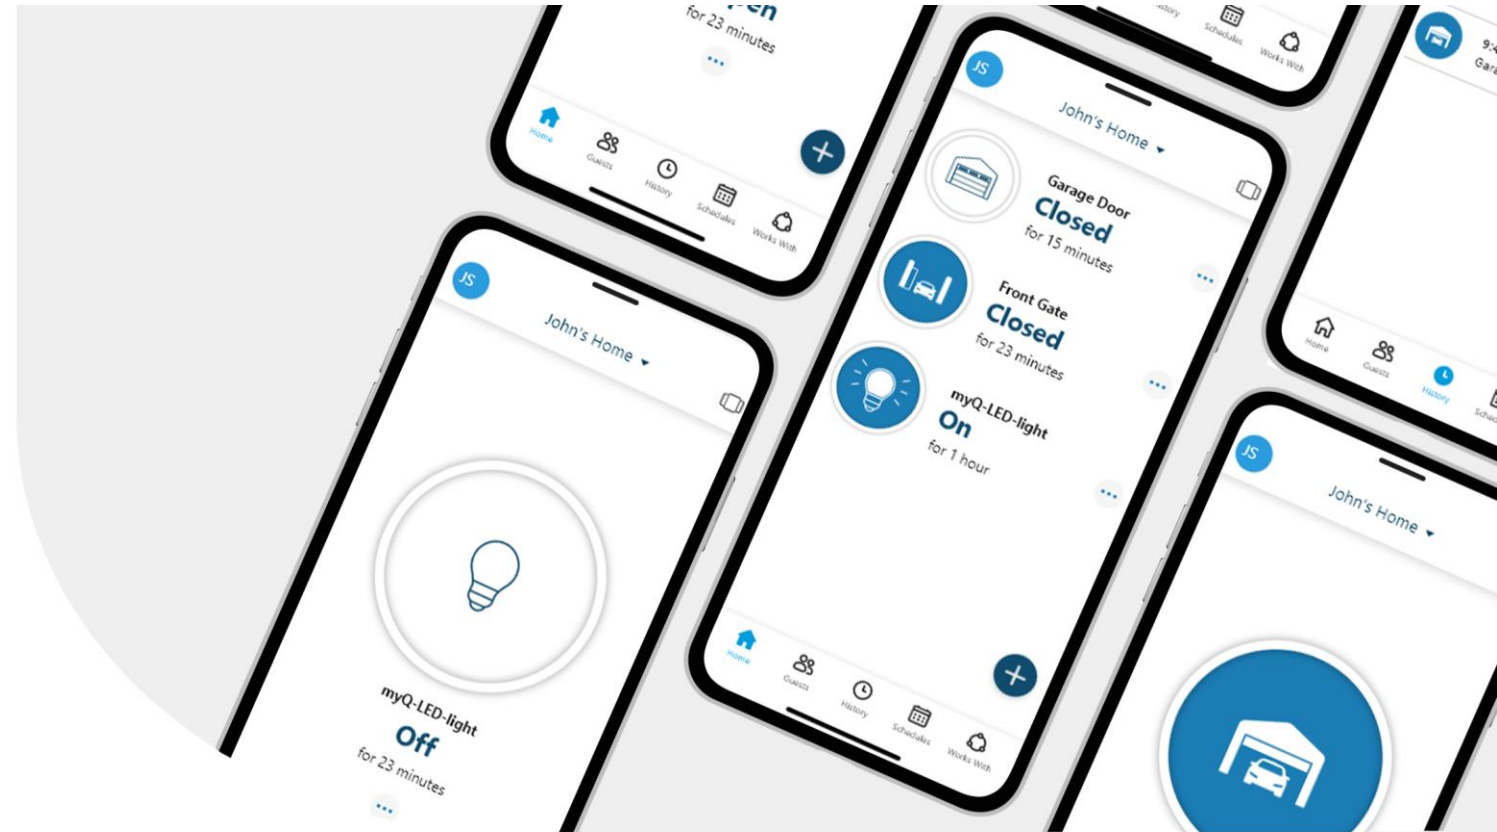 for 23 minutes
Home
Guests
History
Schedules
Works With
JS
John's Home
myQ-LED-light
Off
for 23 minutes
Schedules
Works With
JS
John's Home
Garage Door
Closed
for 15 minutes
Front Gate
Closed
for 23 minutes
myQ-LED-light
On
for 1 hour
Home
Guests
History
Schedules
Works With
Home
Guests
History
JS
John's Home